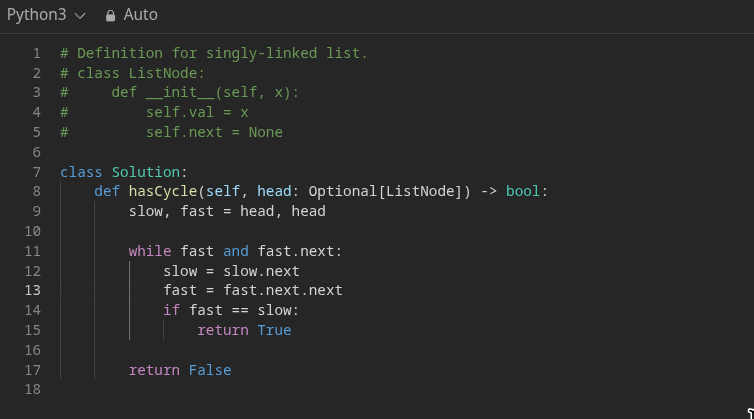 Python3 Auto
1 # Definition for singly-linked list.
2 # class ListNode:
3 #     def __init__(self, x):
4 #         self.val = x
5 #         self.next = None
6
7 class Solution:
8     def hasCycle(self, head: Optional[ListNode]) -> bool:
9         slow, fast = head, head
10
11         while fast and fast.next:
12             slow = slow.next
13             fast = fast.next.next
14             if fast == slow:
15                 return True
16
17         return False
18